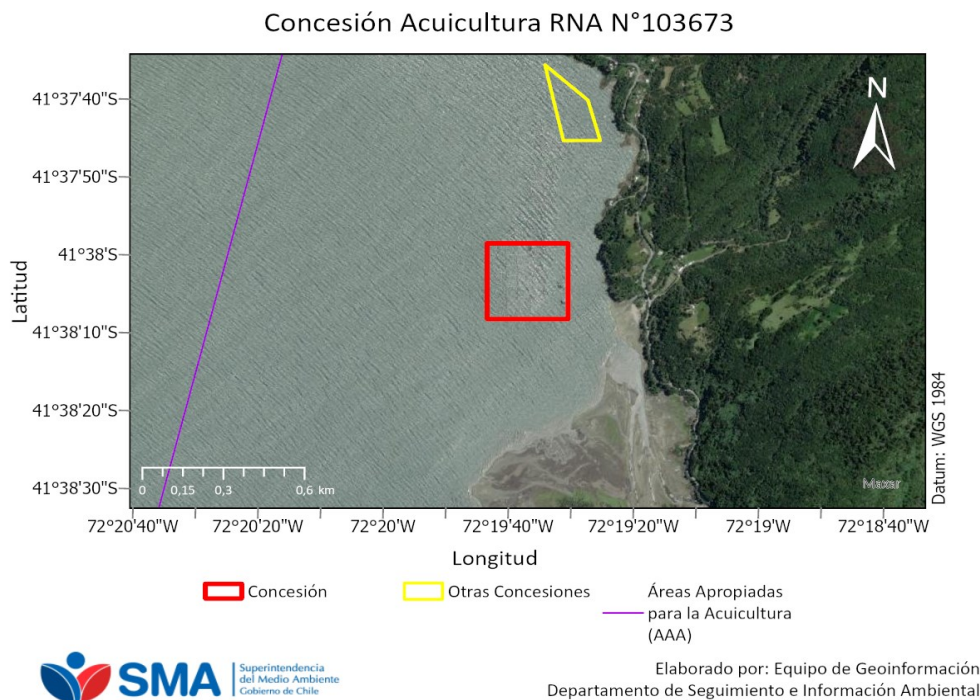 Concesión Acuicultura RNA N°103673
N
41°37'40"S
41°37'50"S
41°38'S
41°38'10"S
41°38'20"S
41°38'30"S
Latitud
0 0,15 0,3 0,6 km
Maxar
Datum: WGS 1984
72°20'40"W 72°20'20"W 72°20'W 72°19'40"W 72°19'20"W 72°19'W 72°18'40"W
Longitud
Concesión
Otras Concesiones
Áreas Apropiadas
para la Acuicultura
(AAA)
SMA
Superintendencia
del Medio Ambiente
Gobierno de Chile
Elaborado por: Equipo de Geoinformación
Departamento de Seguimiento e Información Ambiental